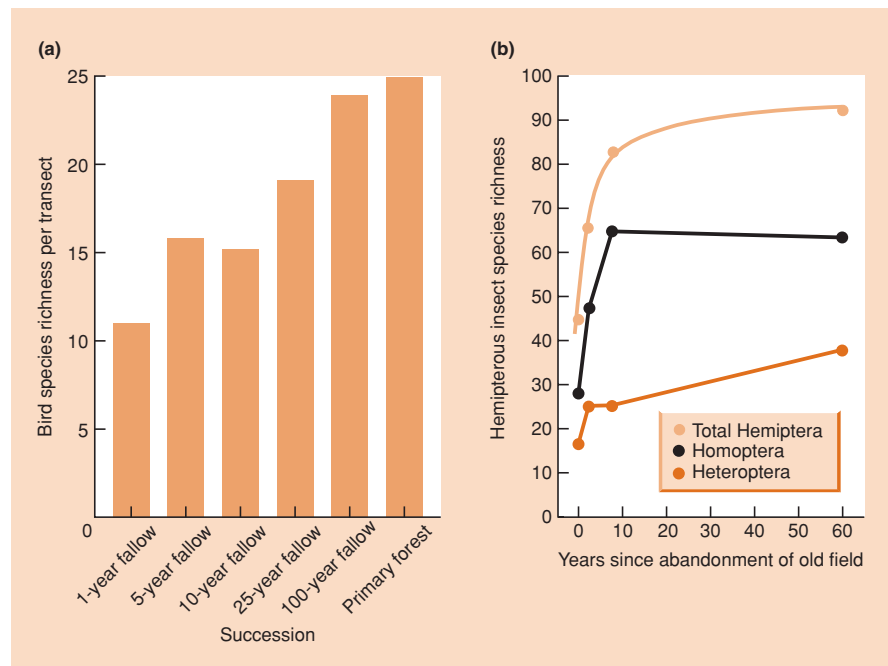 (a)
Bird species richness per transect
25
20
15
10
5
0
1-year fallow
5-year fallow
10-year fallow
25-year fallow
100-year fallow
Primary forest
Succession
(b)
Hemipterous insect species richness
100
90
80
70
60
50
40
30
20
10
0
Total Hemiptera
Homoptera
Heteroptera
0 10 20 30 40 50 60
Years since abandonment of old field